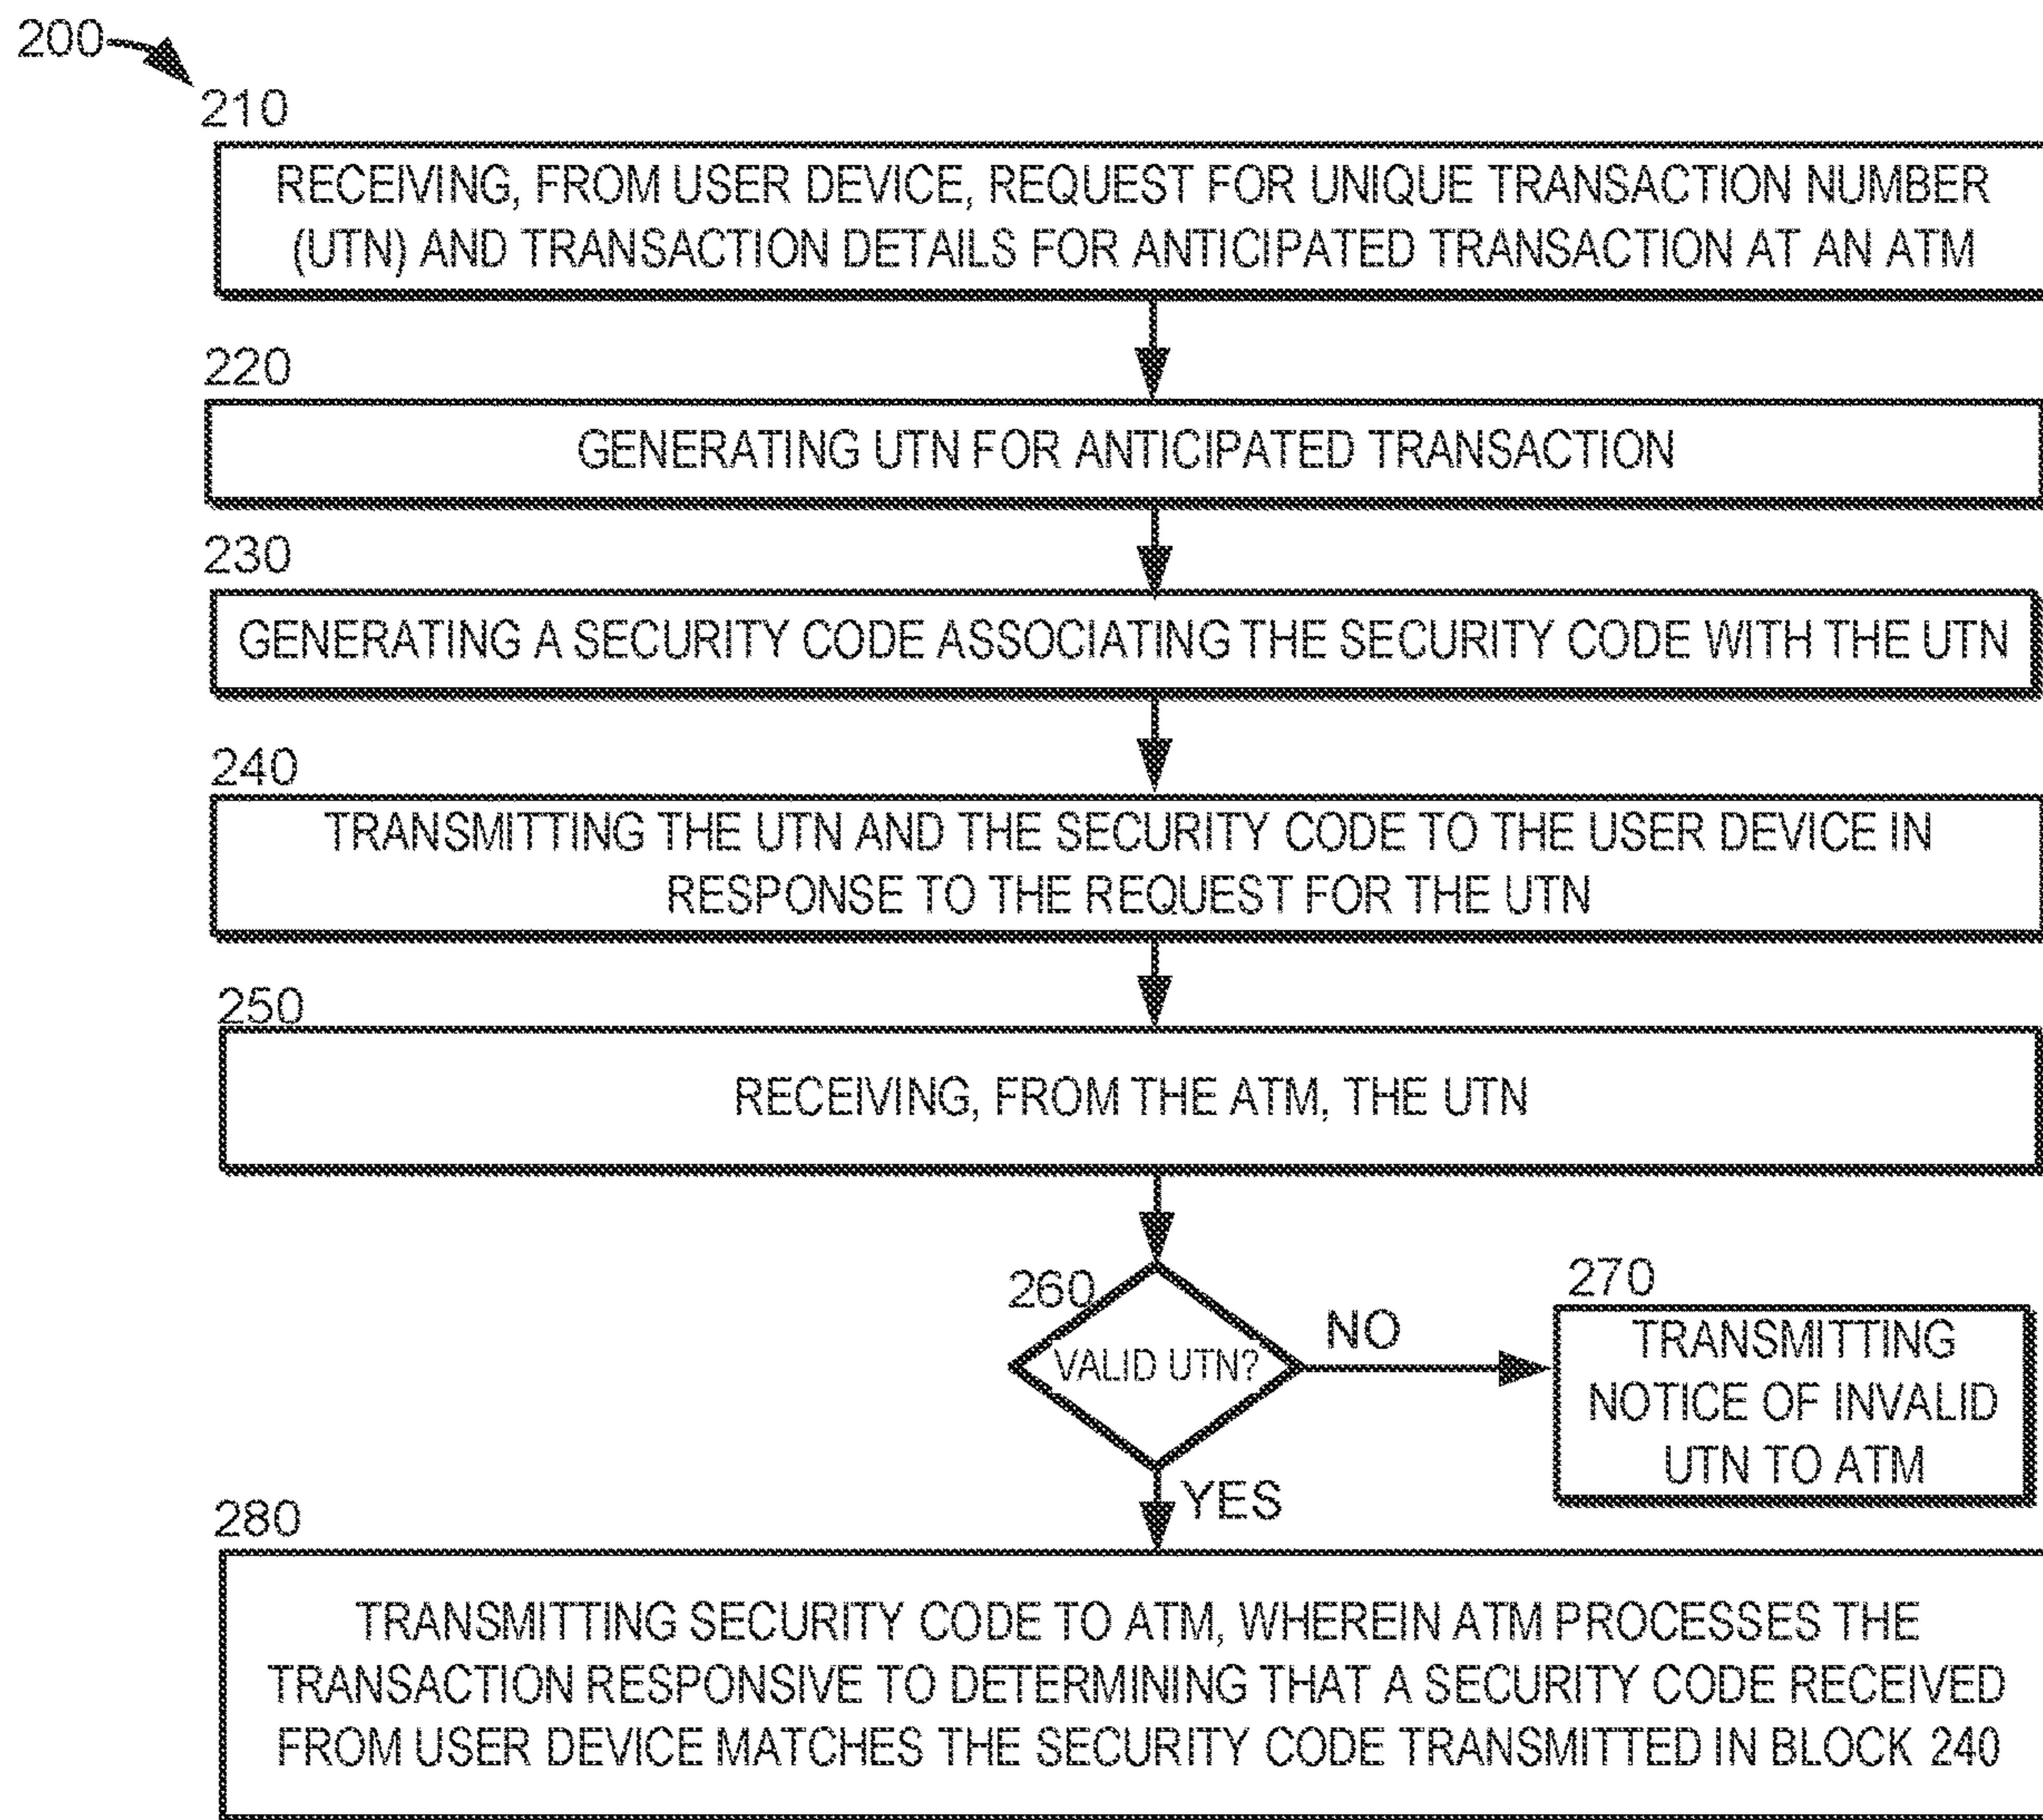 200
210
RECEIVING, FROM USER DEVICE, REQUEST FOR UNIQUE TRANSACTION NUMBER
(UTN) AND TRANSACTION DETAILS FOR ANTICIPATED TRANSACTION AT AN ATM
220
GENERATING UTN FOR ANTICIPATED TRANSACTION
230
GENERATING A SECURITY CODE ASSOCIATING THE SECURITY CODE WITH THE UTN
240
TRANSMITTING THE UTN AND THE SECURITY CODE TO THE USER DEVICE IN
RESPONSE TO THE REQUEST FOR THE UTN
250
RECEIVING, FROM THE ATM, THE UTN
260
VALID UTN?
NO
270
TRANSMITTING
NOTICE OF INVALID
UTN TO ATM
YES
280
TRANSMITTING SECURITY CODE TO ATM, WHEREIN ATM PROCESSES THE
TRANSACTION RESPONSIVE TO DETERMINING THAT A SECURITY CODE RECEIVED
FROM USER DEVICE MATCHES THE SECURITY CODE TRANSMITTED IN BLOCK 240